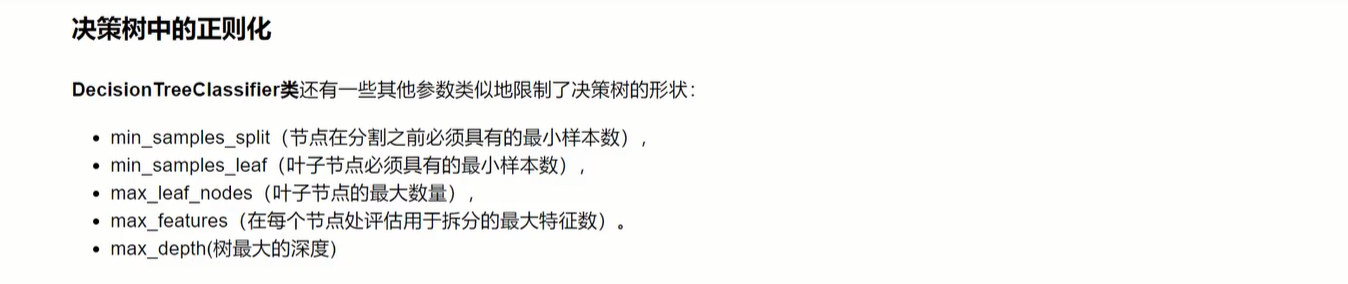 决策树中的正则化
DecisionTreeClassifier类还有一些其他参数类似地限制了决策树的形状：
• min_samples_split（节点在分割之前必须具有的最小样本数），
• min_samples_leaf（叶子节点必须具有的最小样本数），
• max_leaf_nodes（叶子节点的最大数量），
• max_features（在每个节点处评估用于拆分的最大特征数）。
• max_depth(树最大的深度)